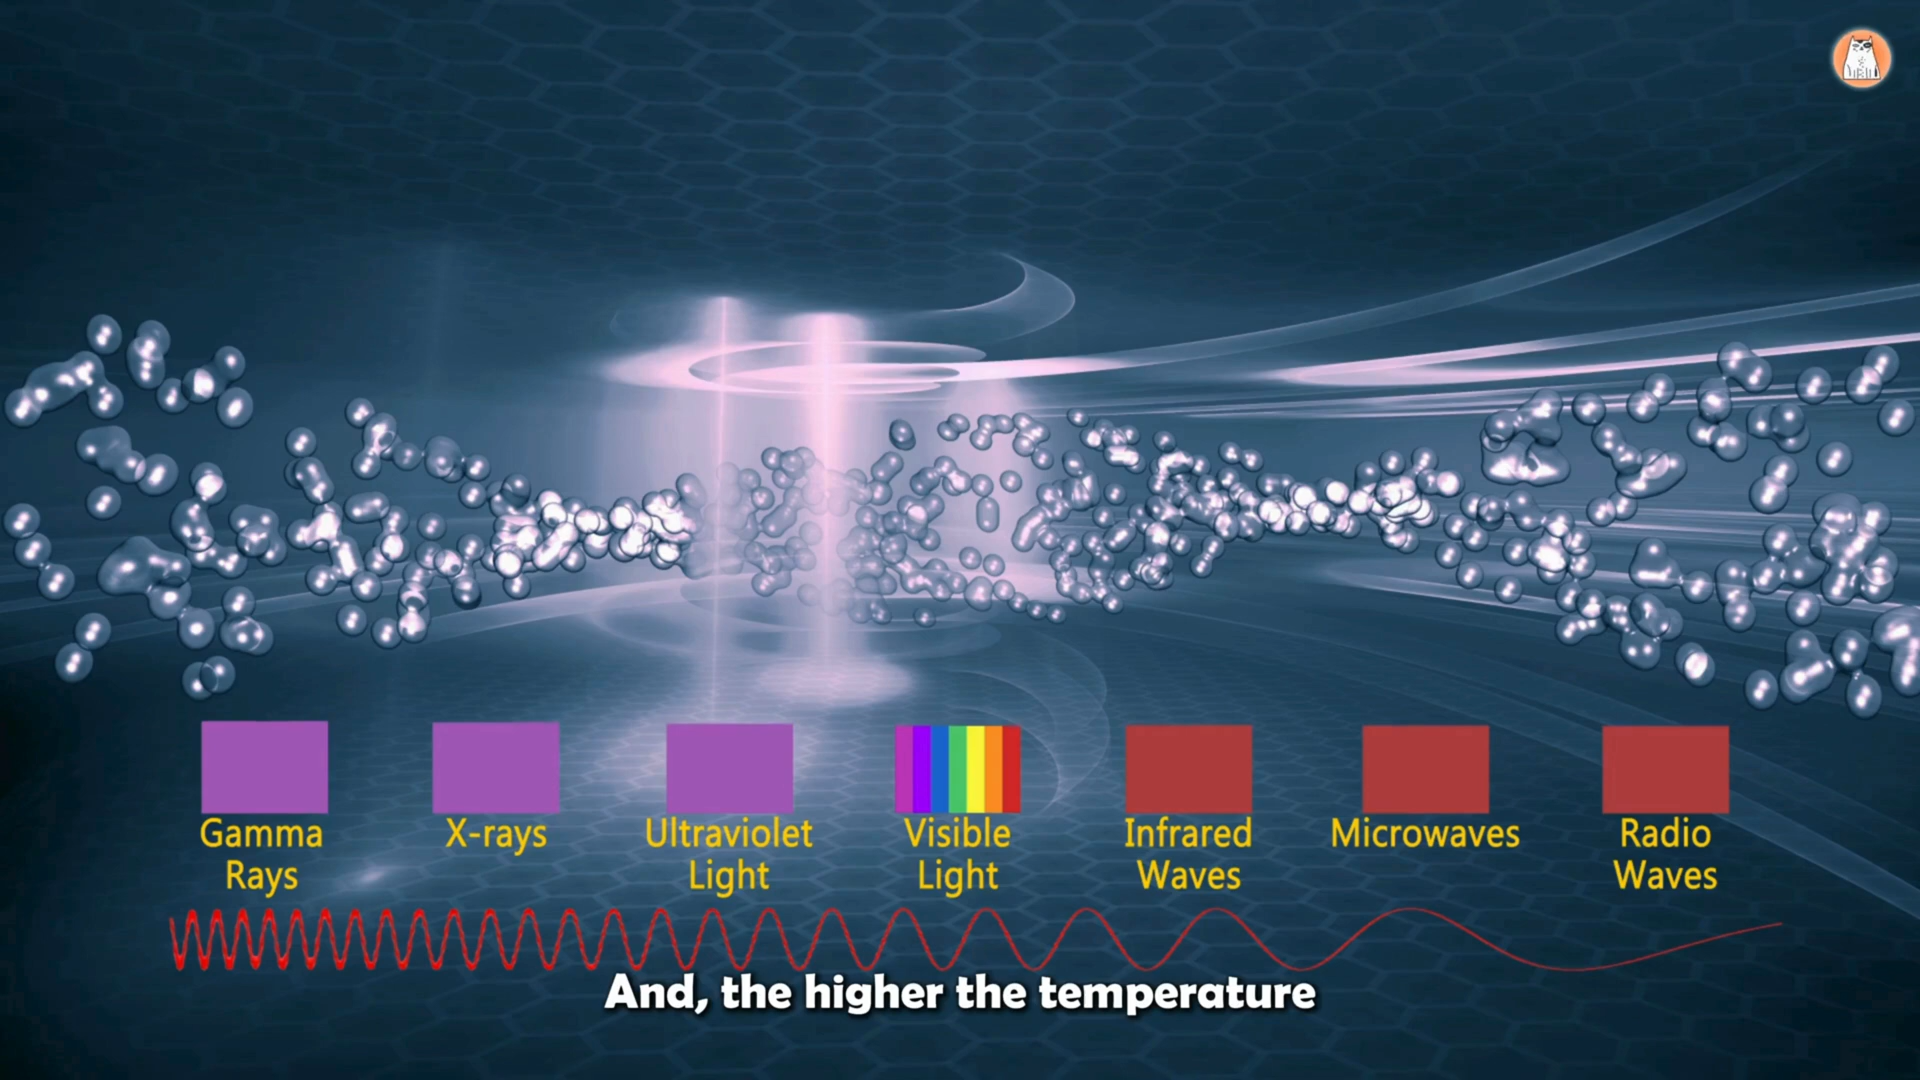 Gamma
Rays
X-rays
Ultraviolet
Light
Visible
Light
Infrared
Waves
Microwaves
Radio
Waves
And, the higher the temperature